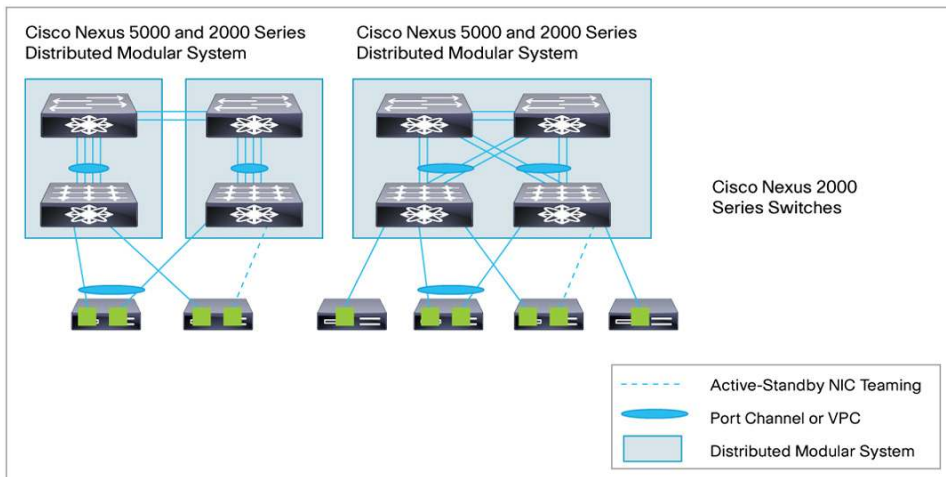 Cisco Nexus 5000 and 2000 Series
Distributed Modular System
Cisco Nexus 5000 and 2000 Series
Distributed Modular System
Cisco Nexus 2000
Series Switches
Active-Standby NIC Teaming
Port Channel or VPC
Distributed Modular System